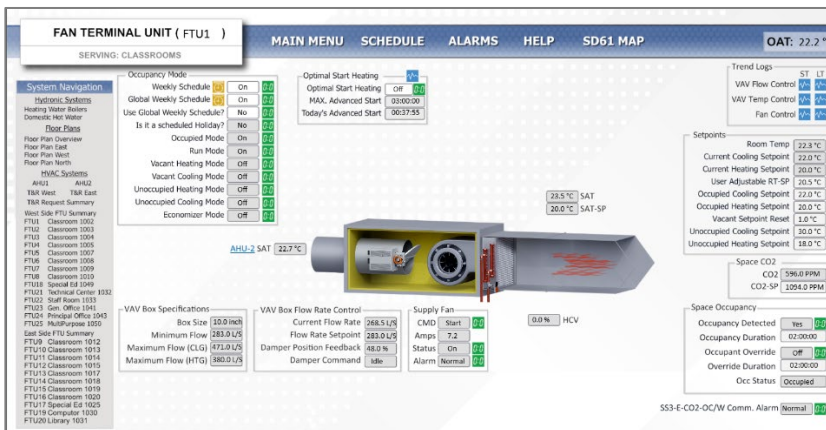 FAN TERMINAL UNIT ( FTU1 )
SERVING: CLASSROOMS
MAIN MENU SCHEDULE ALARMS HELP SD61 MAP
OAT: 22.2 °
System Navigation
Hydronic Systems
Heating Water Boilers
Domestic Hot Water
Floor Plans
Floor Plan Overview
Floor Plan East
Floor Plan West
Floor Plan North
HVAC Systems
AHU1 AHU2
T&R West T&R East
T&R Request Summary
West Side FTU Summary
FTU1 Classroom 1002
FTU2 Classroom 1003
FTU3 Classroom 1004
FTU4 Classroom 1005
FTU5 Classroom 1007
FTU6 Classroom 1008
FTU7 Classroom 1009
FTU8 Classroom 1010
FTU18 Special Ed 1049
FTU21 Technical Center 1032
FTU22 Staff Room 1033
FTU23 Gen. Office 1041
FTU24 Principal Office 1043
FTU25 MultiPurpose 1050
East Side FTU Summary
FTU9 Classroom 1012
FTU10 Classroom 1013
FTU11 Classroom 1014
FTU12 Classroom 1015
FTU13 Classroom 1017
FTU14 Classroom 1018
FTU15 Classroom 1019
FTU16 Classroom 1020
FTU17 Special Ed 1025
FTU19 Computer 1030
FTU20 Library 1031
Occupancy Mode
Weekly Schedule On
Global Weekly Schedule On
Use Global Weekly Schedule? No
Is it a scheduled Holiday? No
Occupied Mode On
Run Mode On
Vacant Heating Mode Off
Vacant Cooling Mode Off
Unoccupied Heating Mode Off
Unoccupied Cooling Mode Off
Economizer Mode Off
Optimal Start Heating
Optimal Start Heating Off
MAX. Advanced Start 03:00:00
Today's Advanced Start 00:37:55
Trend Logs
ST LT
VAV Flow Control
VAV Temp Control
Fan Control
Setpoints
Room Temp 22.3 °C
Current Cooling Setpoint 22.0 °C
Current Heating Setpoint 20.0 °C
User Adjustable RT-SP 20.5 °C
Occupied Cooling Setpoint 22.0 °C
Occupied Heating Setpoint 20.0 °C
Vacant Setpoint Reset 1.0 °C
Unoccupied Cooling Setpoint 30.0 °C
Unoccupied Heating Setpoint 18.0 °C
23.5 °C SAT
20.0 °C SAT-SP
AHU-2 SAT 22.7 °C
0.0 % HCV
Space CO2
CO2 596.0 PPM
CO2-SP 1094.0 PPM
VAV Box Specifications
Box Size 10.0 inch
Minimum Flow 283.0 L/S
Maximum Flow (CLG) 471.0 L/S
Maximum Flow (HTG) 380.0 L/S
VAV Box Flow Rate Control
Current Flow Rate 268.5 L/S
Flow Rate Setpoint 283.0 L/S
Damper Position Feedback 48.0 %
Damper Command Idle
Supply Fan
CMD Start
Amps 7.2
Status On
Alarm Normal
Space Occupancy
Occupancy Detected Yes
Occupancy Duration 02:00:00
Occupant Override Off
Override Duration 02:00:00
Occ Status Occupied
SS3-E-CO2-OC/W Comm. Alarm Normal